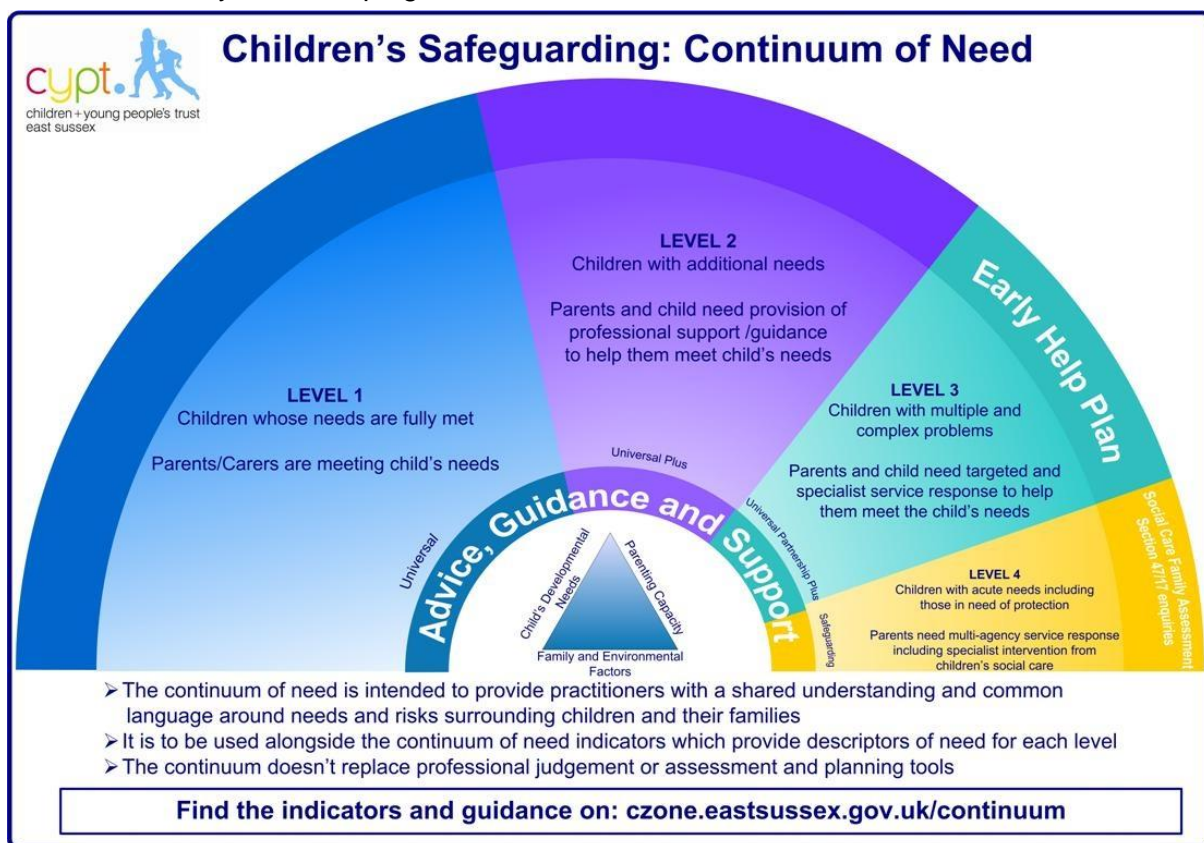 Children's Safeguarding: Continuum of Need
cypt.
children+young people's trust
east sussex
LEVEL 1
Children whose needs are fully met
Parents/Carers are meeting child's needs
LEVEL 2
Children with additional needs
Parents and child need provision of
professional support /guidance
to help them meet child's needs
LEVEL 3
Children with multiple and
complex problems
Parents and child need targeted and
specialist service response to help
them meet the child's needs
LEVEL 4
Children with acute needs including
those in need of protection
Parents need multi-agency service response
including specialist intervention from
children's social care
Early Help Plan
Social Care Family Assessment
Section 47/17 enquiries
Universal
Universal Plus
Universal Partnership Plus
Safeguarding
Advice, Guidance and Support
Child's Developmental
Needs
Parenting Capacity
Family and Environmental
Factors
➢ The continuum of need is intended to provide practitioners with a shared understanding and common
language around needs and risks surrounding children and their families
➢ It is to be used alongside the continuum of need indicators which provide descriptors of need for each level
➢ The continuum doesn't replace professional judgement or assessment and planning tools
Find the indicators and guidance on: czone.eastsussex.gov.uk/continuum